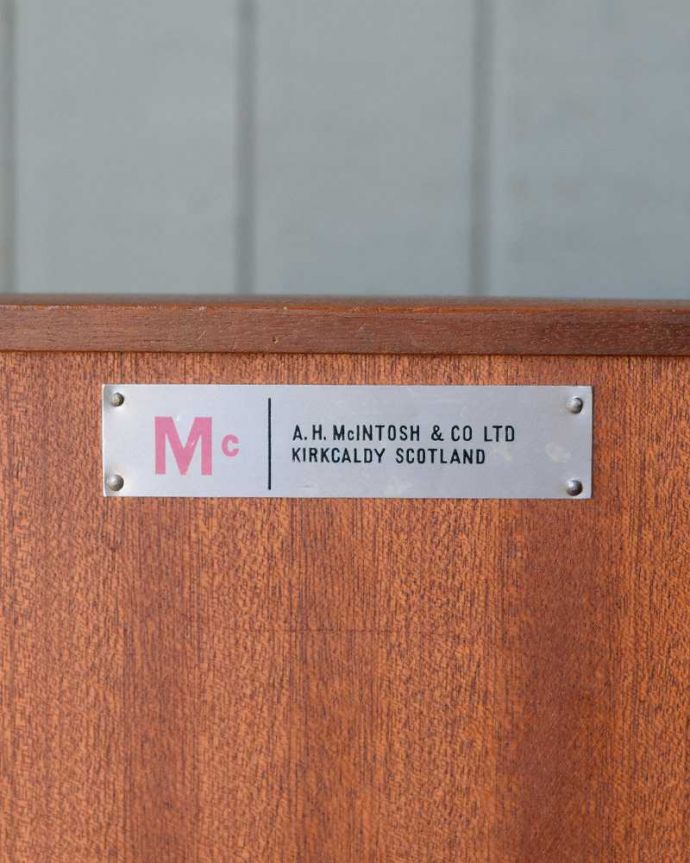 Mc
A. H. McINTOSH & CO LTD
KIRKCALDY SCOTLAND